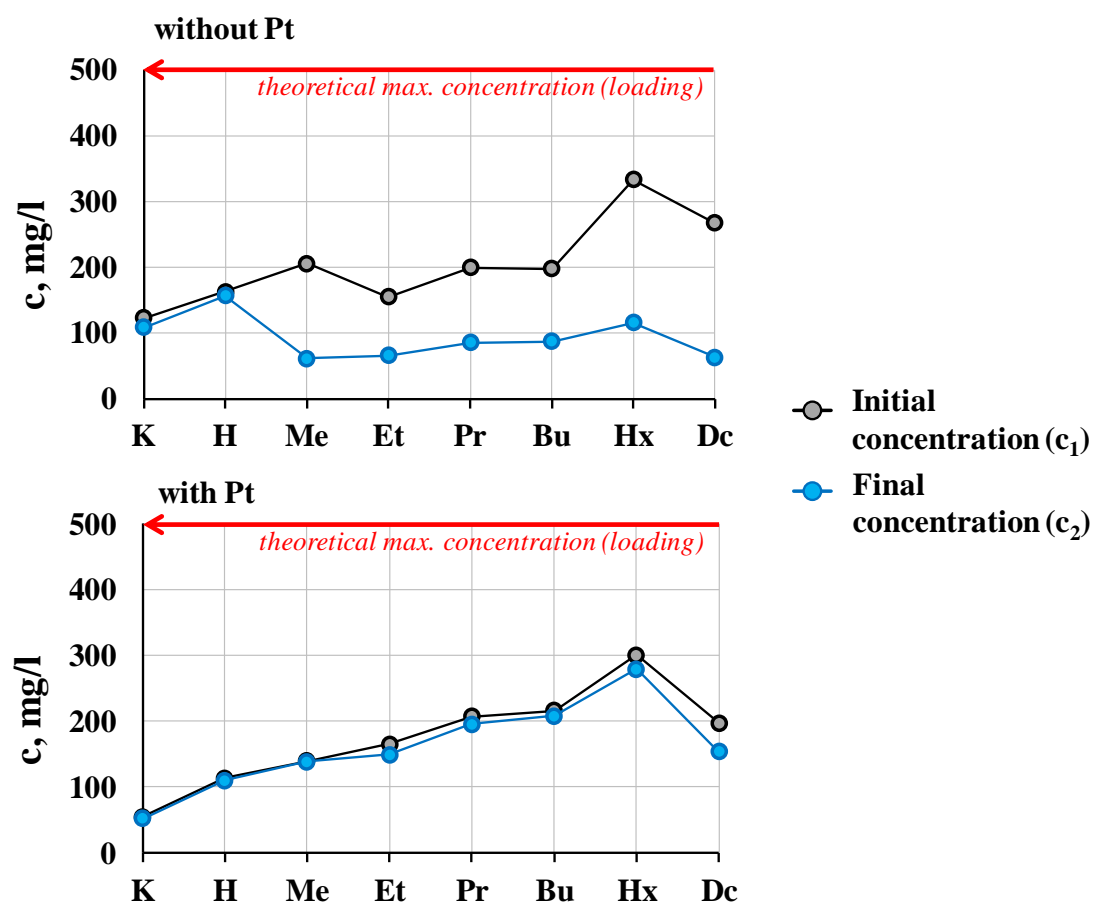 without Pt
500
theoretical max. concentration (loading)
400
300
200
100
0
c, mg/l
K H Me Et Pr Bu Hx Dc
Initial
concentration (c₁)
Final
concentration (c₂)
with Pt
500
theoretical max. concentration (loading)
400
300
200
100
0
c, mg/l
K H Me Et Pr Bu Hx Dc